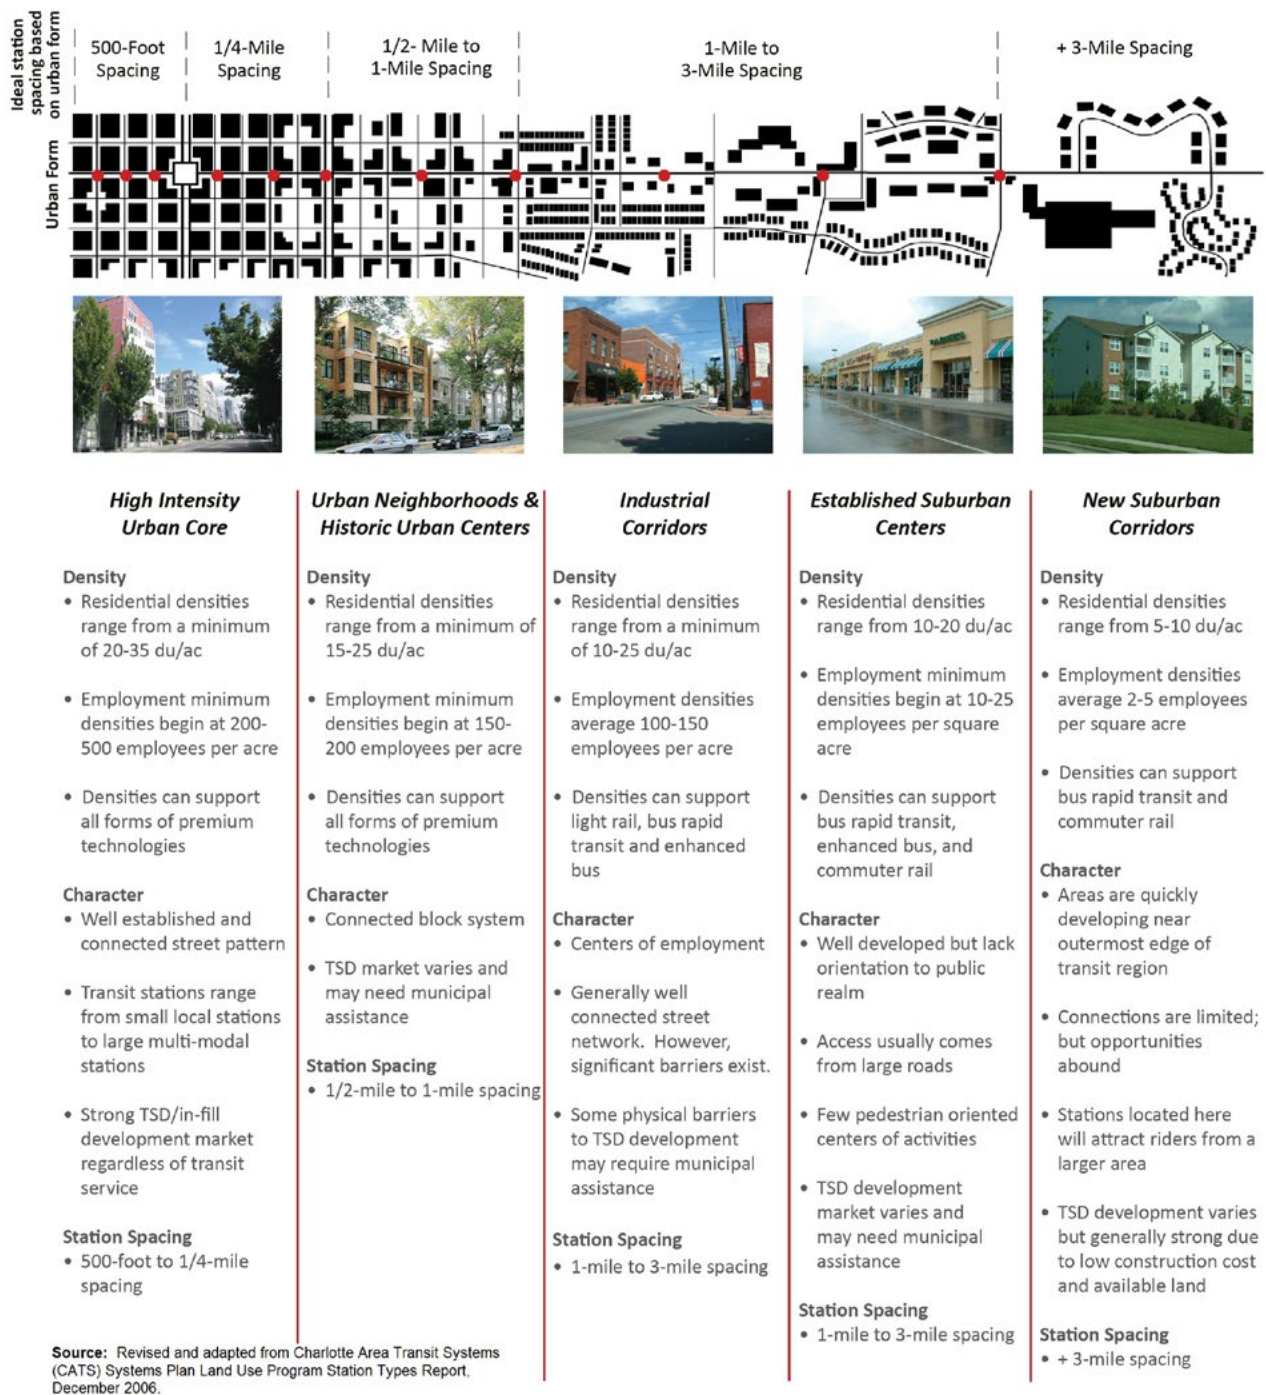 Ideal station
spacing based
on urban form
500-Foot
Spacing
1/4-Mile
Spacing
1/2- Mile to
1-Mile Spacing
1-Mile to
3-Mile Spacing
+ 3-Mile Spacing
Urban Form
High Intensity
Urban Core
Density
• Residential densities
range from a minimum
of 20-35 du/ac
• Employment minimum
densities begin at 200-
500 employees per acre
• Densities can support
all forms of premium
technologies
Character
• Well established and
connected street pattern
• Transit stations range
from small local stations
to large multi-modal
stations
• Strong TSD/in-fill
development market
regardless of transit
service
Station Spacing
• 500-foot to 1/4-mile
spacing
Urban Neighborhoods &
Historic Urban Centers
Density
• Residential densities
range from a minimum of
15-25 du/ac
• Employment minimum
densities begin at 150-
200 employees per acre
• Densities can support
all forms of premium
technologies
Character
• Connected block system
• TSD market varies and
may need municipal
assistance
Station Spacing
• 1/2-mile to 1-mile spacing
Industrial
Corridors
Density
• Residential densities
range from a minimum
of 10-25 du/ac
• Employment densities
average 100-150
employees per acre
• Densities can support
light rail, bus rapid
transit and enhanced
bus
Character
• Centers of employment
• Generally well
connected street
network. However,
significant barriers exist.
• Some physical barriers
to TSD development
may require municipal
assistance
Station Spacing
• 1-mile to 3-mile spacing
Established Suburban
Centers
Density
• Residential densities
range from 10-20 du/ac
• Employment minimum
densities begin at 10-25
employees per square
acre
• Densities can support
bus rapid transit,
enhanced bus, and
commuter rail
Character
• Well developed but lack
orientation to public
realm
• Access usually comes
from large roads
• Few pedestrian oriented
centers of activities
• TSD development
market varies and
may need municipal
assistance
Station Spacing
• 1-mile to 3-mile spacing
New Suburban
Corridors
Density
• Residential densities
range from 5-10 du/ac
• Employment densities
average 2-5 employees
per square acre
• Densities can support
bus rapid transit and
commuter rail
Character
• Areas are quickly
developing near
outermost edge of
transit region
• Connections are limited;
but opportunities
abound
• Stations located here
will attract riders from a
larger area
• TSD development varies
but generally strong due
to low construction cost
and available land
Station Spacing
• + 3-mile spacing
Source: Revised and adapted from Charlotte Area Transit Systems
(CATS) Systems Plan Land Use Program Station Types Report,
December 2006.